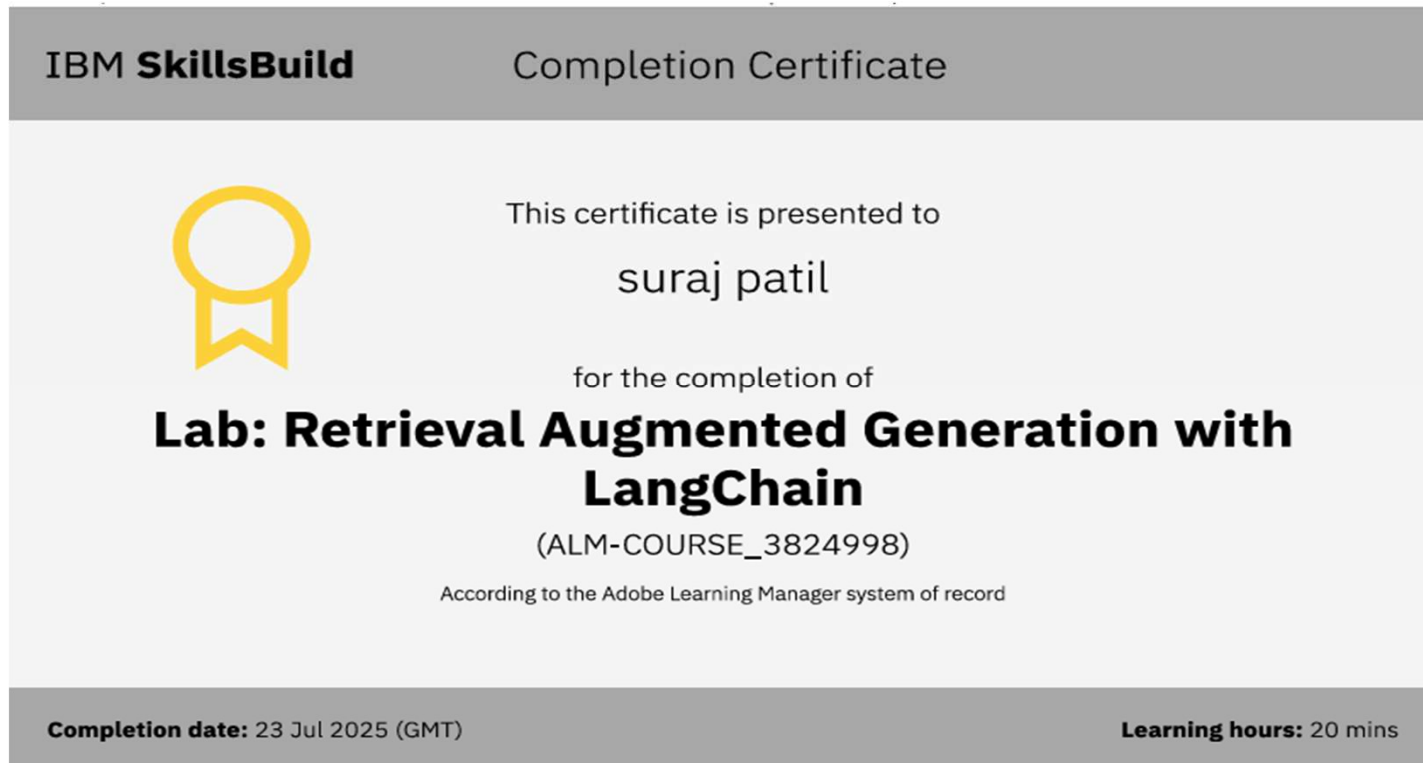 IBM SkillsBuild
Completion Certificate
This certificate is presented to
suraj patil
for the completion of
Lab: Retrieval Augmented Generation with
LangChain
(ALM-COURSE_3824998)
According to the Adobe Learning Manager system of record
Completion date: 23 Jul 2025 (GMT)
Learning hours: 20 mins